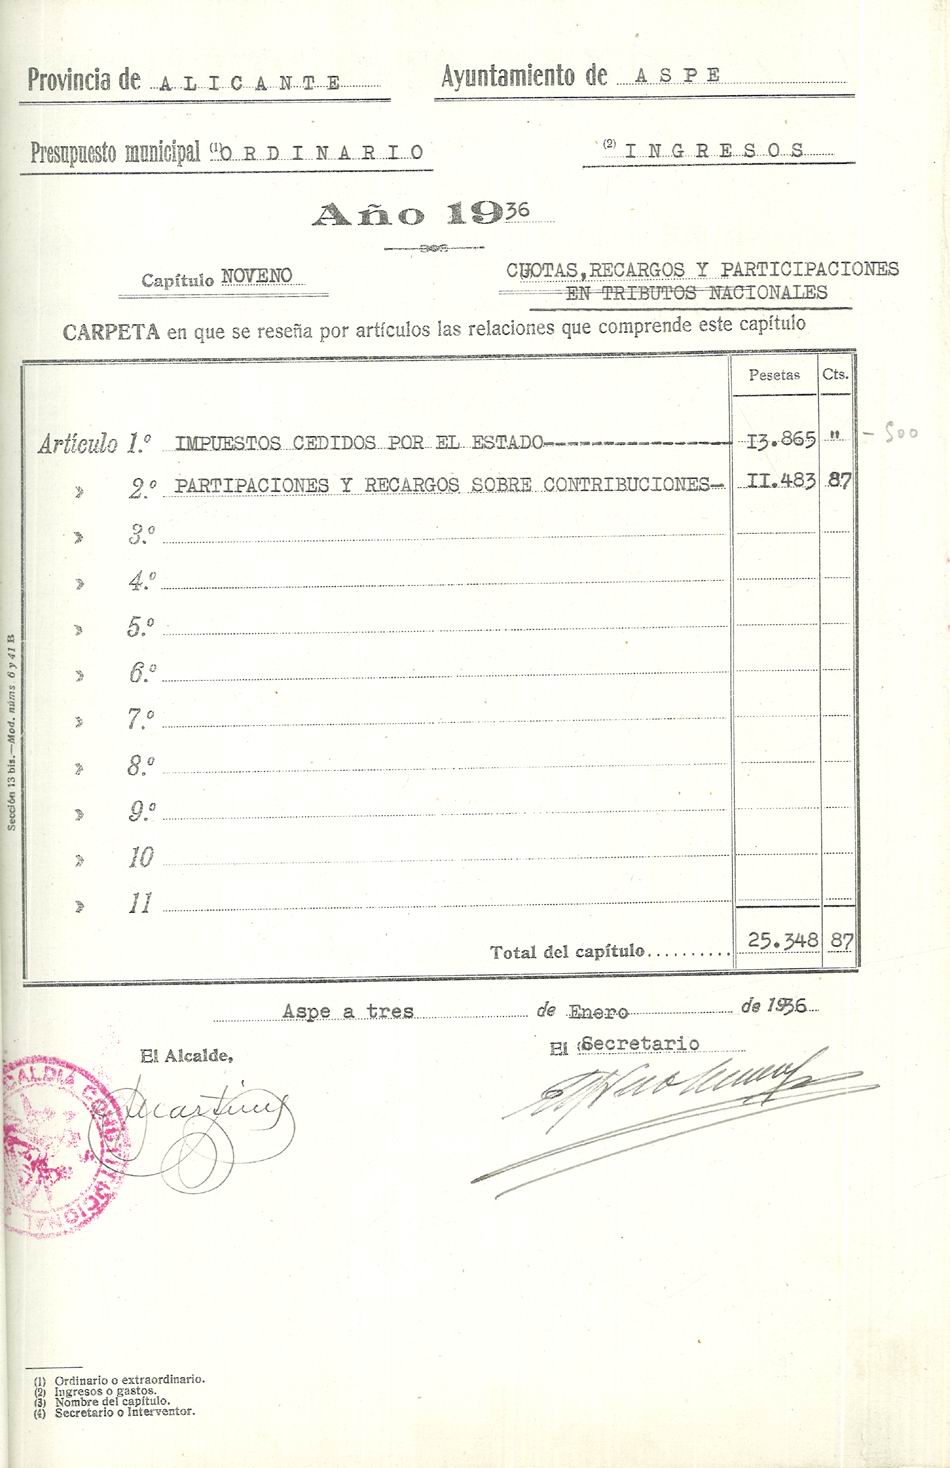 Provincia de ALICANTE Ayuntamiento de ASPE
Presupuesto municipal (1) ORDINARIO (2) INGRESOS
Año 1936
Capítulo NOVENO CUOTAS, RECARGOS Y PARTICIPACIONES
EN TRIBUTOS NACIONALES
CARPETA en que se reseña por artículos las relaciones que comprende este capítulo
Pesetas Cts.
Artículo 1.º IMPUESTOS CEDIDOS POR EL ESTADO 13.865 " - 500
» 2.º PARTIPACIONES Y RECARGOS SOBRE CONTRIBUCIONES 11.483 87
» 3.º
» 4.º
» 5.º
» 6.º
» 7.º
» 8.º
» 9.º
» 10
» 11
Total del capítulo.......... 25.348 87
Aspe a tres de Enero de 1936
El Alcalde, El Secretario
Martinez
ALCALDIA CONSTITUCIONAL
(1) Ordinario o extraordinario.
(2) Ingresos o gastos.
(3) Nombre del capítulo.
(4) Secretario o Interventor.
Sección 13 bis.—Mod. núms 6 y 41 B